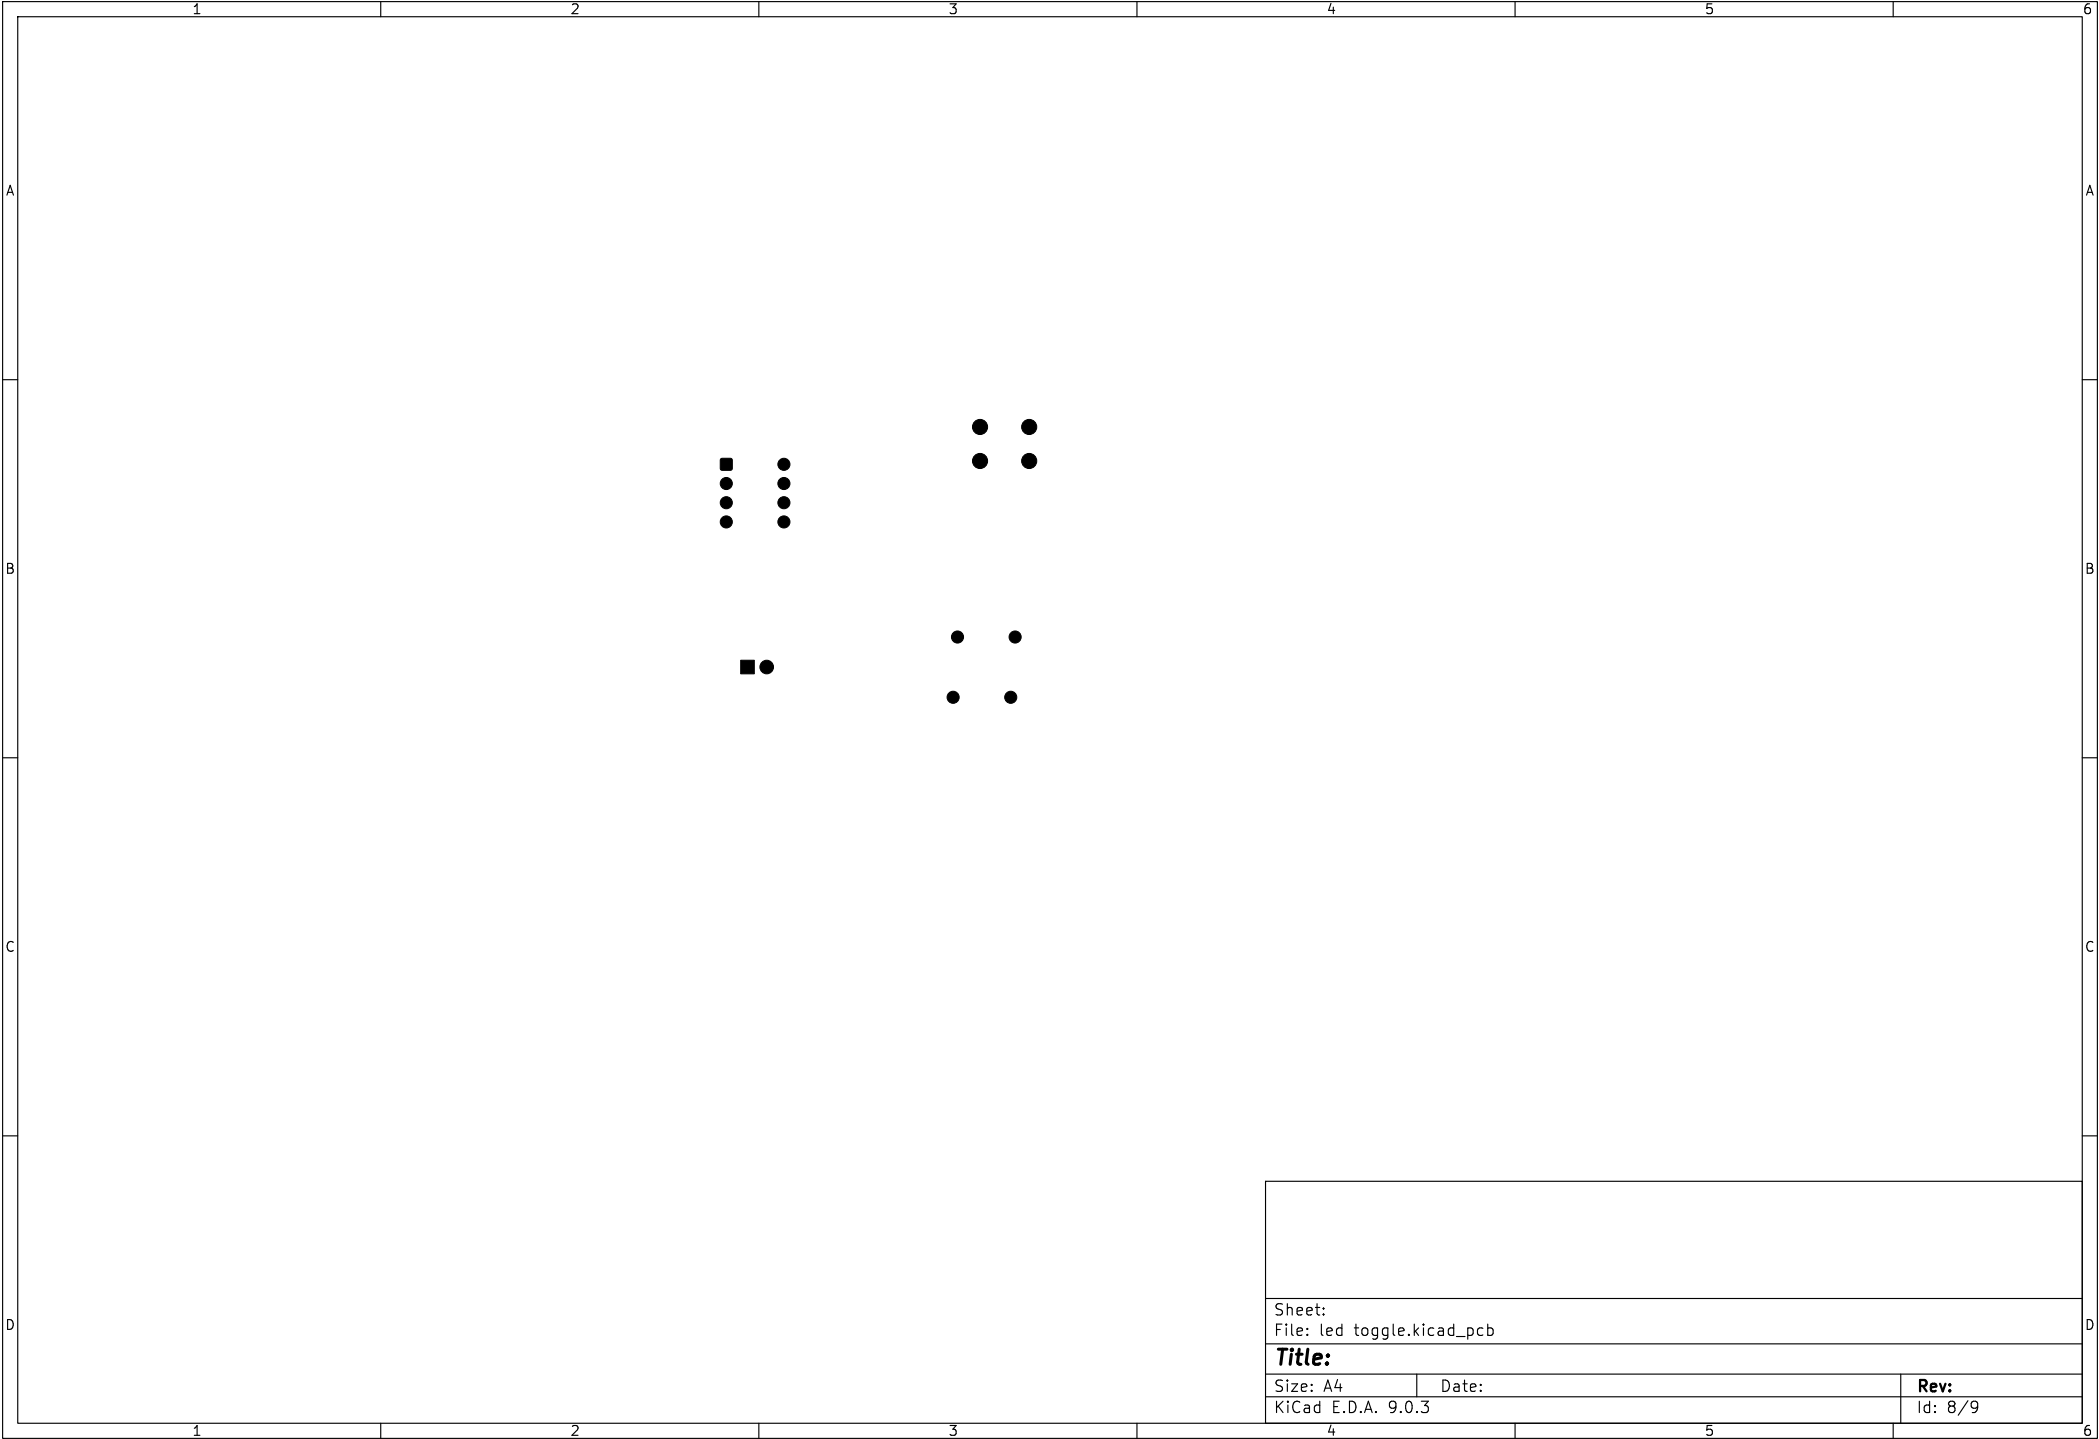 1 2 3 4 5 6
A A
B B
C C
Sheet:
File: led toggle.kicad_pcb
D D
Title:
Size: A4 Date: Rev:
KiCad E.D.A. 9.0.3 Id: 8/9
1 2 3 4 5 6